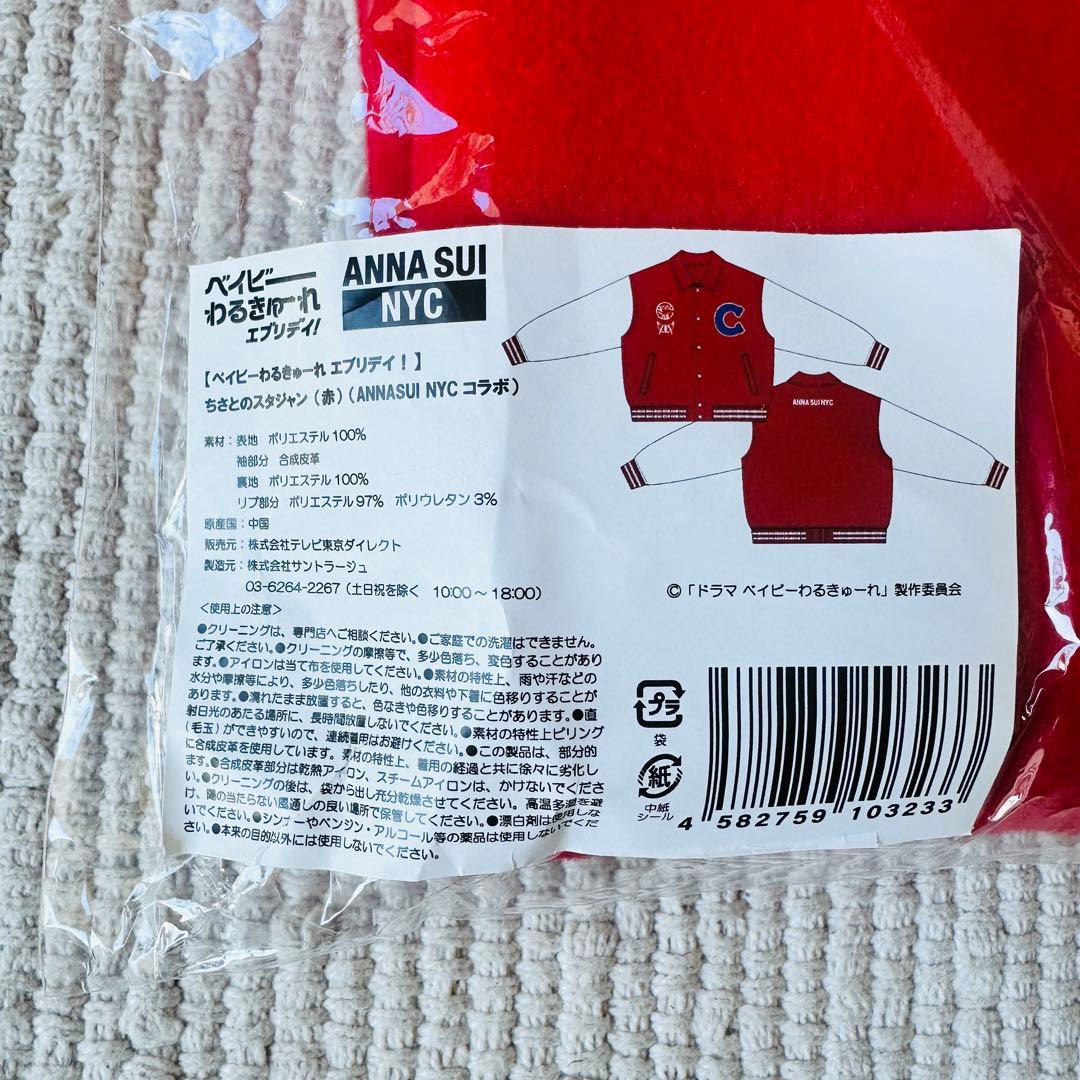 ベイビー
わるきゅーれ
エブリデイ!
ANNA SUI
NYC
【ベイビーわるきゅーれ エブリデイ！】
ちさとのスタジャン（赤）（ANNASUI NYC コラボ）
素材：表地 ポリエステル100%
袖部分 合成皮革
裏地 ポリエステル100%
リブ部分 ポリエステル97% ポリウレタン3%
原産国：中国
販売元：株式会社テレビ東京ダイレクト
製造元：株式会社サントラージュ
03-6264-2267（土日祝を除く 10:00～18:00）
＜使用上の注意＞
●クリーニングは、専門店へご相談ください。●ご家庭での洗濯はできません。
ご了承ください。●クリーニングの摩擦等で、多少色落ち、変色することがあり
ます。●アイロンは当て布を使用してください。●素材の特性上、雨や汗などの
水分や摩擦等により、多少色落ちしたり、他の衣料や下着に色移りすることが
あります。●濡れたまま放置すると、色なきや色移りすることがあります。●直
射日光のあたる場所に、長時間放置しないでください。●素材の特性上ピリング
(毛玉)ができやすいので、連続着用はお避けください。●この製品は、部分的
に合成皮革を使用しています。素材の特性上、着用の経過と共に徐々に劣化し
ます。●合成皮革部分は乾熱アイロン、スチームアイロンは、かけないでくださ
い。●クリーニングの後は、袋から出し充分乾燥させてください。高温多湿を避
け、陽の当たらない風通しの良い場所で保管してください。●漂白剤は使用しな
いでください。●シンナーやベンジン・アルコール等の薬品は使用しないでくだ
さい。●本来の目的以外には使用しないでください。
C
ANNA SUI NYC
©「ドラマ ベイビーわるきゅーれ」製作委員会
プラ
袋
紙
中紙
シール
4 582759 103233